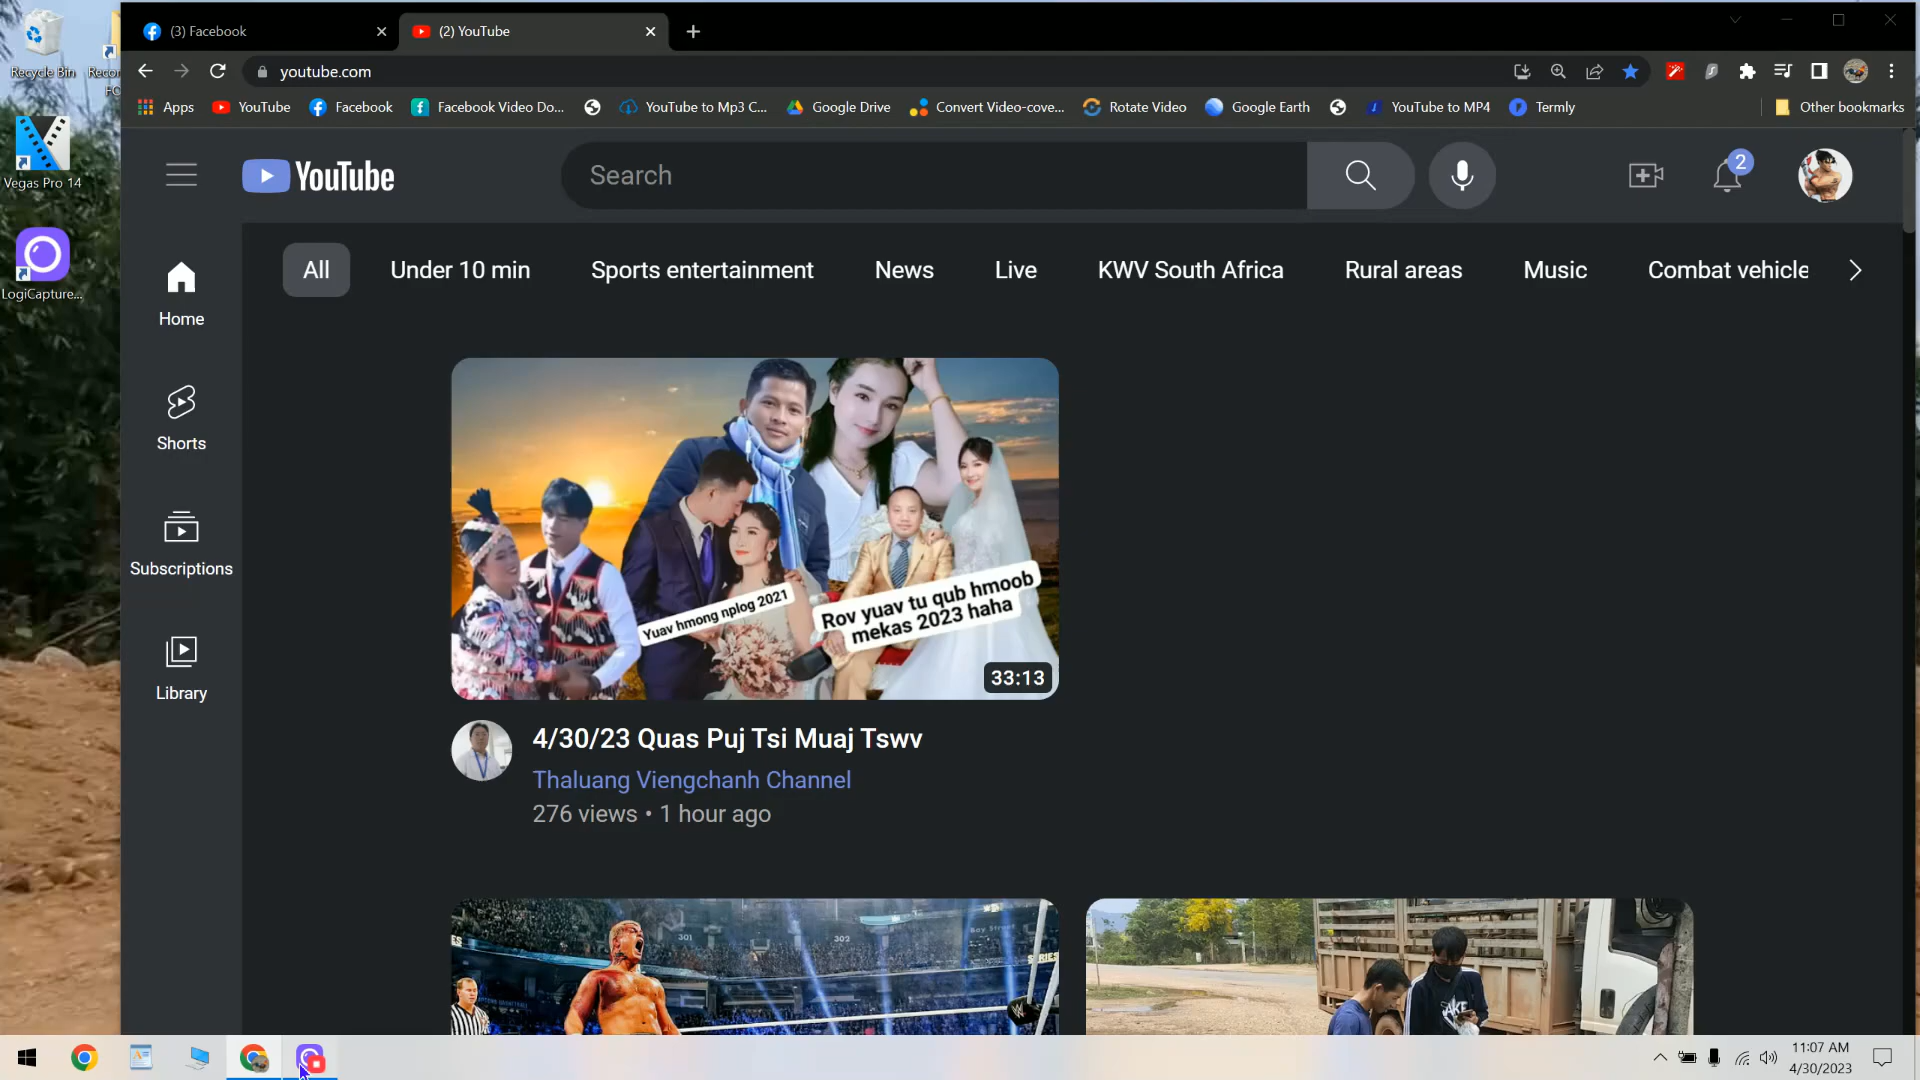 (3) Facebook
(2) YouTube
youtube.com
Apps
YouTube
Facebook
Facebook Video Do...
YouTube to Mp3 C...
Google Drive
Convert Video-cove...
Rotate Video
Google Earth
YouTube to MP4
Termly
Other bookmarks
Recycle Bin
Vegas Pro 14
LogiCapture...
YouTube
Search
2
All
Under 10 min
Sports entertainment
News
Live
KWV South Africa
Rural areas
Music
Combat vehicle
Home
Shorts
Subscriptions
Library
Yuav hmong nplog 2021
Rov yuav tu qub hmoob
mekas 2023 haha
33:13
4/30/23 Quas Puj Tsi Muaj Tswv
Thaluang Viengchanh Channel
276 views • 1 hour ago
301
302
11:07 AM
4/30/2023